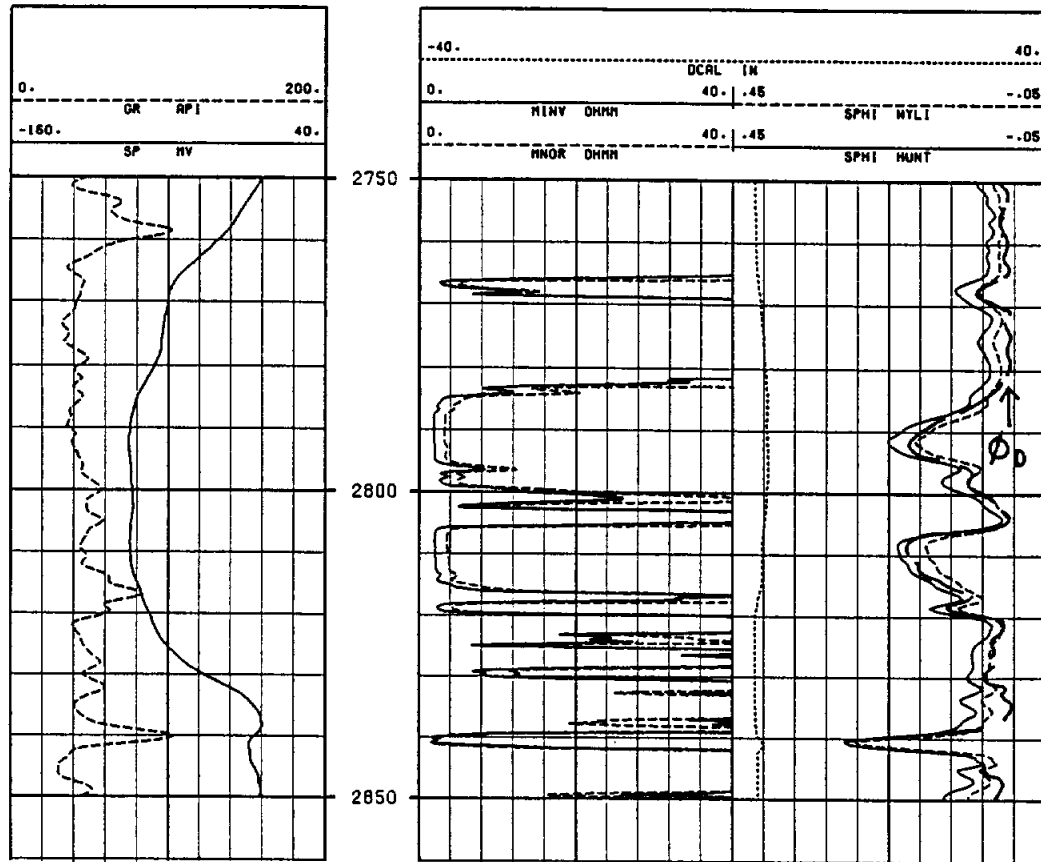 0. 200.
GR API
-160. 40.
SP MV
-40. 40.
DCAL IN
0. 40. .45 -.05
MINV OHMM SPHI WYLI
0. 40. .45 -.05
MNOR OHMM SPHI HUNT
2750
ØD
2800
2850